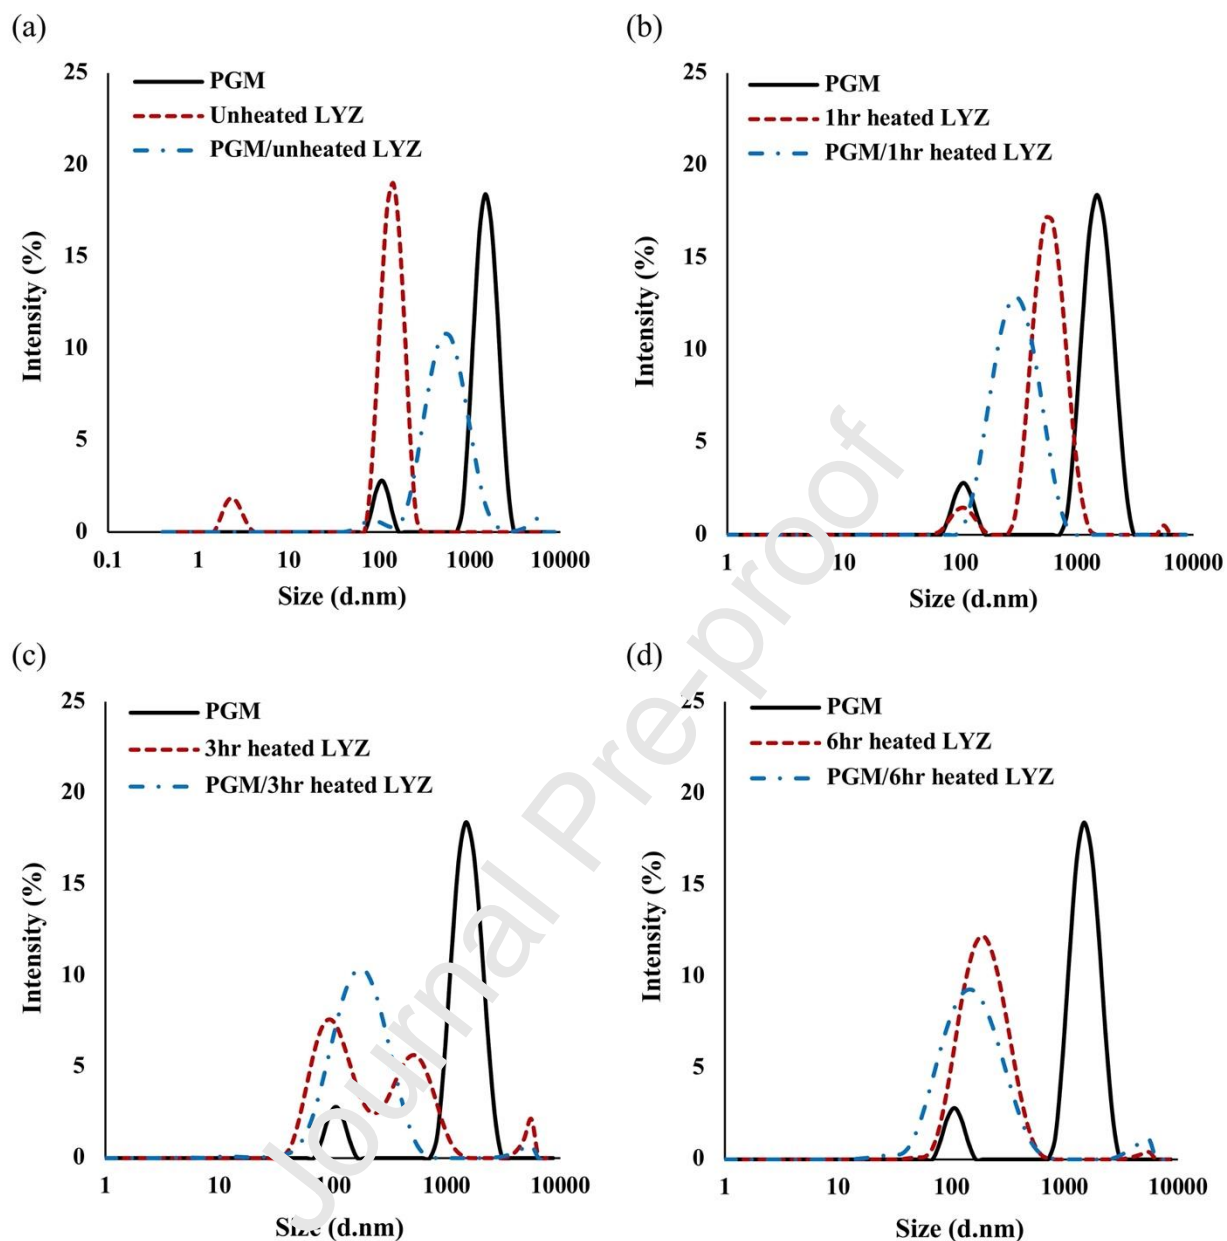 (a)
25
20
15
10
5
0
Intensity (%)
PGM
Unheated LYZ
PGM/unheated LYZ
0.1 1 10 100 1000 10000
Size (d.nm)
(b)
25
20
15
10
5
0
Intensity (%)
PGM
1hr heated LYZ
PGM/1hr heated LYZ
1 10 100 1000 10000
Size (d.nm)
(c)
25
20
15
10
5
0
Intensity (%)
PGM
3hr heated LYZ
PGM/3hr heated LYZ
1 10 100 1000 10000
Size (d.nm)
(d)
25
20
15
10
5
0
Intensity (%)
PGM
6hr heated LYZ
PGM/6hr heated LYZ
1 10 100 1000 10000
Size (d.nm)
Journal Pre-proof